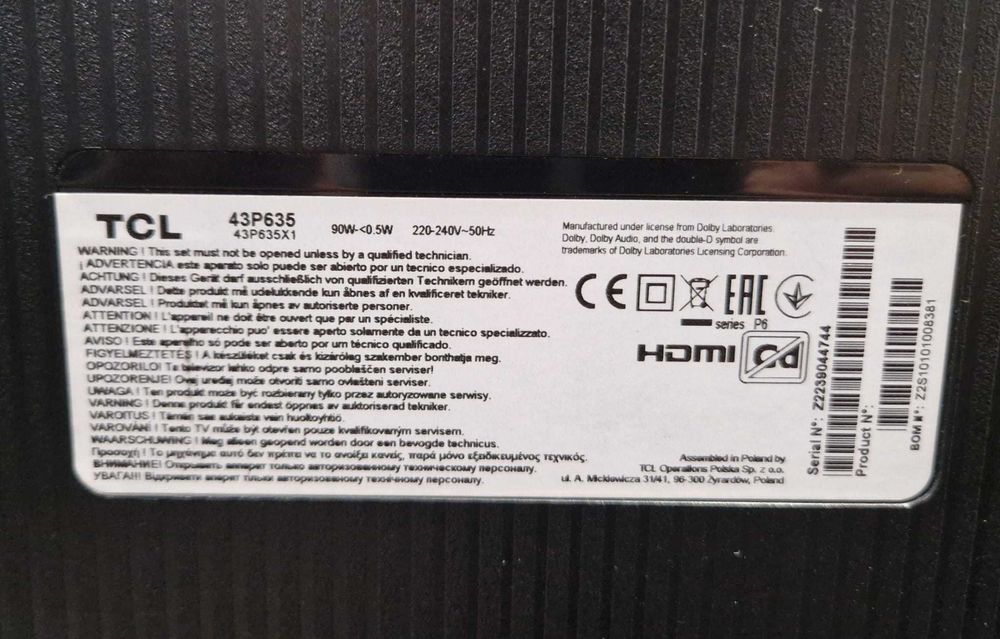 TCL
43P635
43P635X1
90W-<0.5W
220-240V~50Hz
Manufactured under license from Dolby Laboratories.
Dolby, Dolby Audio, and the double-D symbol are
trademarks of Dolby Laboratories Licensing Corporation.
WARNING ! This set must not be opened unless by a qualified technician.
¡ ADVERTENCIA este aparato solo puede ser abierto por un tecnico especializado.
ACHTUNG ! Dieses Gerät darf ausschließlich von qualifizierten Technikern geöffnet werden.
ADVARSEL ! Dette produkt må udelukkende kun åbnes af en kvalificeret tekniker.
ADVARSEL ! Produktet må kun åpnes av autoriserte personer.
ATTENTION ! L'appareil ne doit être ouvert que par un spécialiste.
ATTENZIONE ! L'apparecchio puo' essere aperto solamente da un tecnico specializzato.
AVISO ! Este aparelho só pode ser aberto por um técnico qualificado.
FIGYELMEZTETÉS ! A készüléket csak és kizárólag szakember bonthatja meg.
OPOZORILO! Ta televizor lahko odpre samo pooblaščen serviser!
UPOZORENJE! Ovaj uređaj može otvoriti samo ovlašteni serviser.
UWAGA ! Ten produkt może być rozbierany tylko przez autoryzowane serwisy.
VARNING ! Denna produkt får endast öppnas av auktoriserad tekniker.
VAROITUS ! Tämän saa aukaista vain huoltoyhtiö.
VAROVÁNÍ ! Tento TV může být otevřen pouze kvalifikovaným servisem.
WAARSCHUWING ! Mag alleen geopend worden door een bevoegde technicus.
Προσοχή ! Το μηχάνημα αυτό δεν πρέπει να το ανοίξει κανείς, παρά μόνο εξειδικευμένος τεχνικός.
ВНИМАНИЕ! Открывать аппарат только авторизованному техническому персоналу.
УВАГА!! Відкривати апарат тільки авторизованому технічному персоналу.
CE
EAC
series P6
HDMI
Assembled in Poland by
TCL Operations Polska Sp. z o.o.
ul. A. Mickiewicza 31/41, 96-300 Żyrardów, Poland
Serial N°: Z2239044744
Product N°:
BOM N°: Z2S10101008381